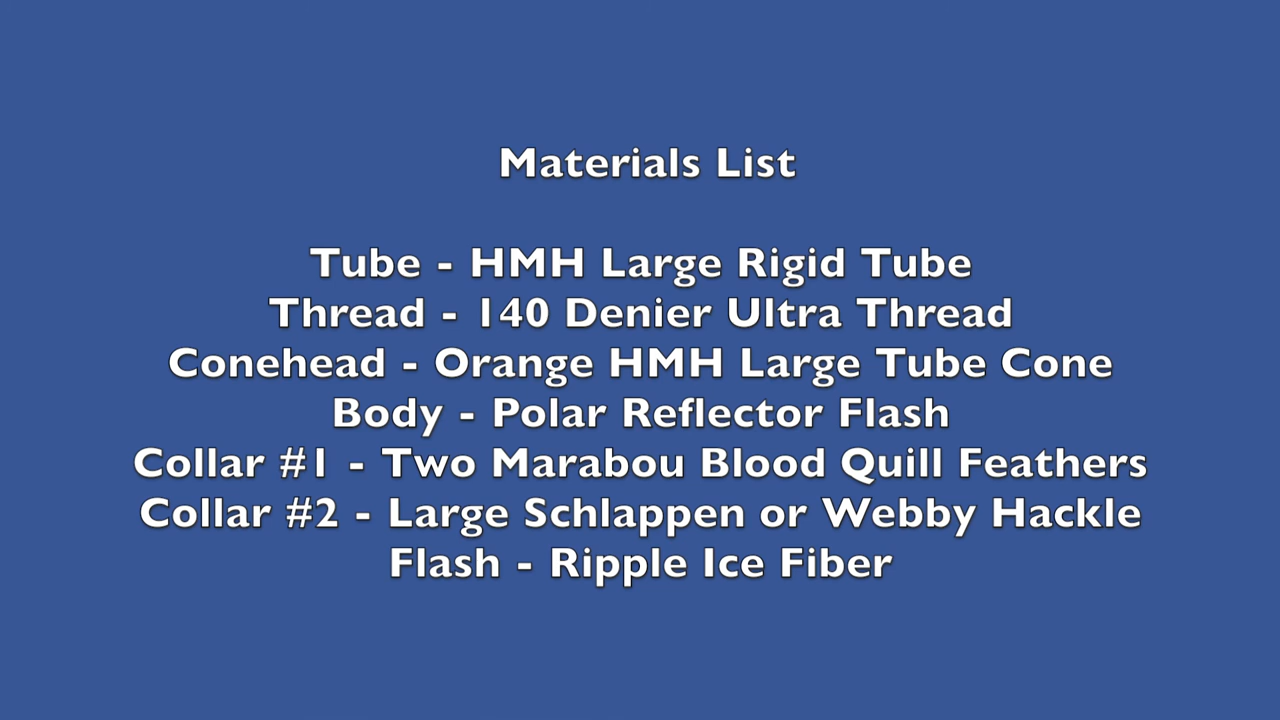 Materials List
Tube - HMH Large Rigid Tube
Thread - 140 Denier Ultra Thread
Conehead - Orange HMH Large Tube Cone
Body - Polar Reflector Flash
Collar #1 - Two Marabou Blood Quill Feathers
Collar #2 - Large Schlappen or Webby Hackle
Flash - Ripple Ice Fiber